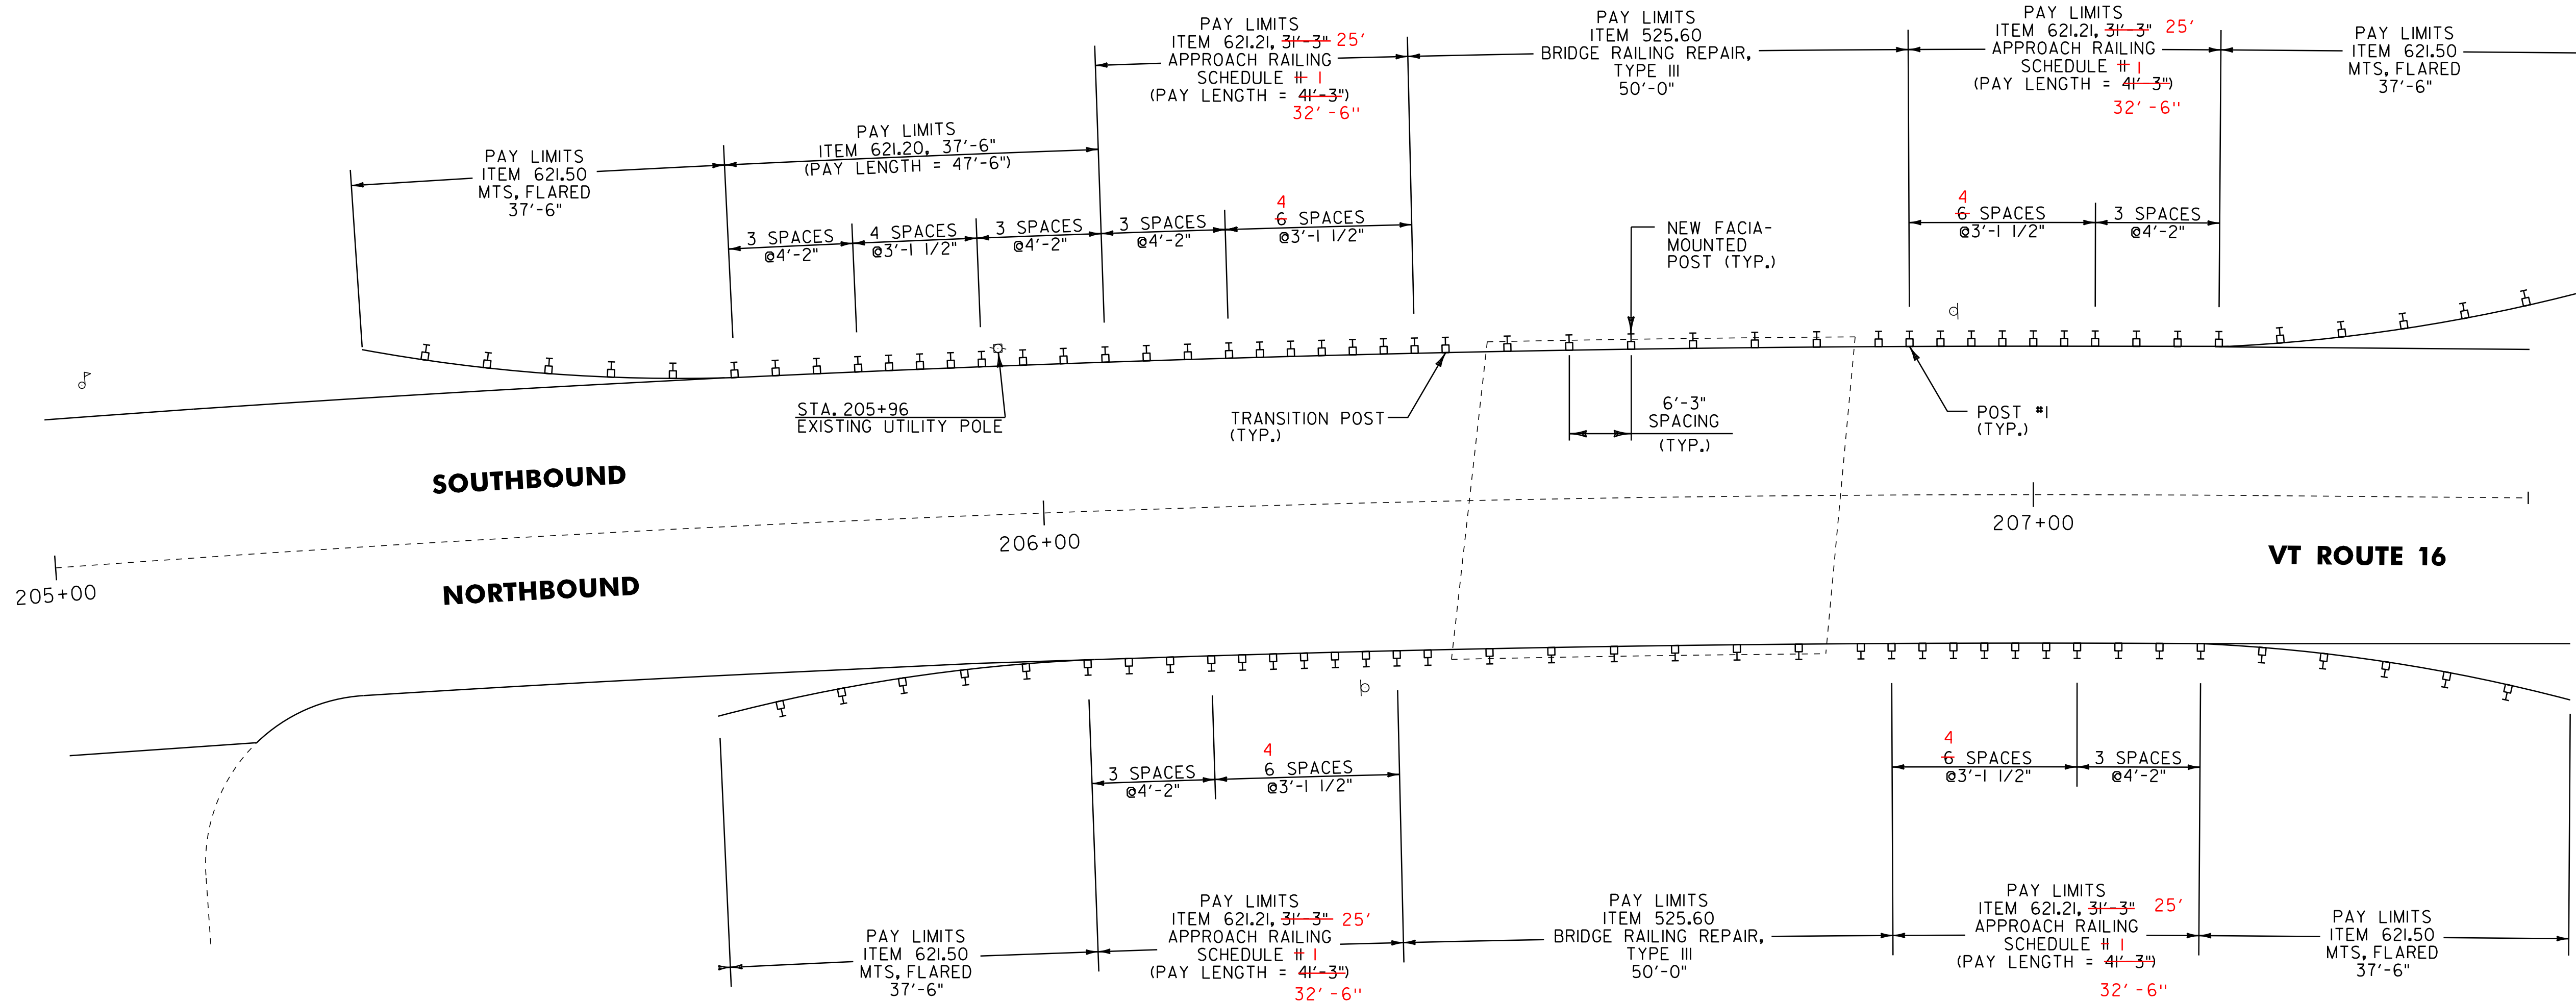 PAY LIMITS
ITEM 621.21, 31'-3" 25'
APPROACH RAILING
SCHEDULE II I
(PAY LENGTH = 41'-3")
32'-6"
PAY LIMITS
ITEM 525.60
BRIDGE RAILING REPAIR,
TYPE III
50'-0"
PAY LIMITS
ITEM 621.21, 31'-3" 25'
APPROACH RAILING
SCHEDULE II I
(PAY LENGTH = 41'-3")
32'-6"
PAY LIMITS
ITEM 621.50
MTS, FLARED
37'-6"
PAY LIMITS
ITEM 621.50
MTS, FLARED
37'-6"
PAY LIMITS
ITEM 621.20, 37'-6"
(PAY LENGTH = 47'-6")
3 SPACES
@4'-2"
4 SPACES
@3'-1 1/2"
3 SPACES
@4'-2"
3 SPACES
@4'-2"
4
6 SPACES
@3'-1 1/2"
NEW FACIA-
MOUNTED
POST (TYP.)
4
6 SPACES
@3'-1 1/2"
3 SPACES
@4'-2"
STA. 205+96
EXISTING UTILITY POLE
TRANSITION POST
(TYP.)
6'-3"
SPACING
(TYP.)
POST #1
(TYP.)
SOUTHBOUND
205+00
206+00
207+00
NORTHBOUND
VT ROUTE 16
3 SPACES
@4'-2"
4
6 SPACES
@3'-1 1/2"
4
6 SPACES
@3'-1 1/2"
3 SPACES
@4'-2"
PAY LIMITS
ITEM 621.50
MTS, FLARED
37'-6"
PAY LIMITS
ITEM 621.21, 31'-3" 25'
APPROACH RAILING
SCHEDULE II I
(PAY LENGTH = 41'-3")
32'-6"
PAY LIMITS
ITEM 525.60
BRIDGE RAILING REPAIR,
TYPE III
50'-0"
PAY LIMITS
ITEM 621.21, 31'-3" 25'
APPROACH RAILING
SCHEDULE II I
(PAY LENGTH = 41'-3")
32'-6"
PAY LIMITS
ITEM 621.50
MTS, FLARED
37'-6"